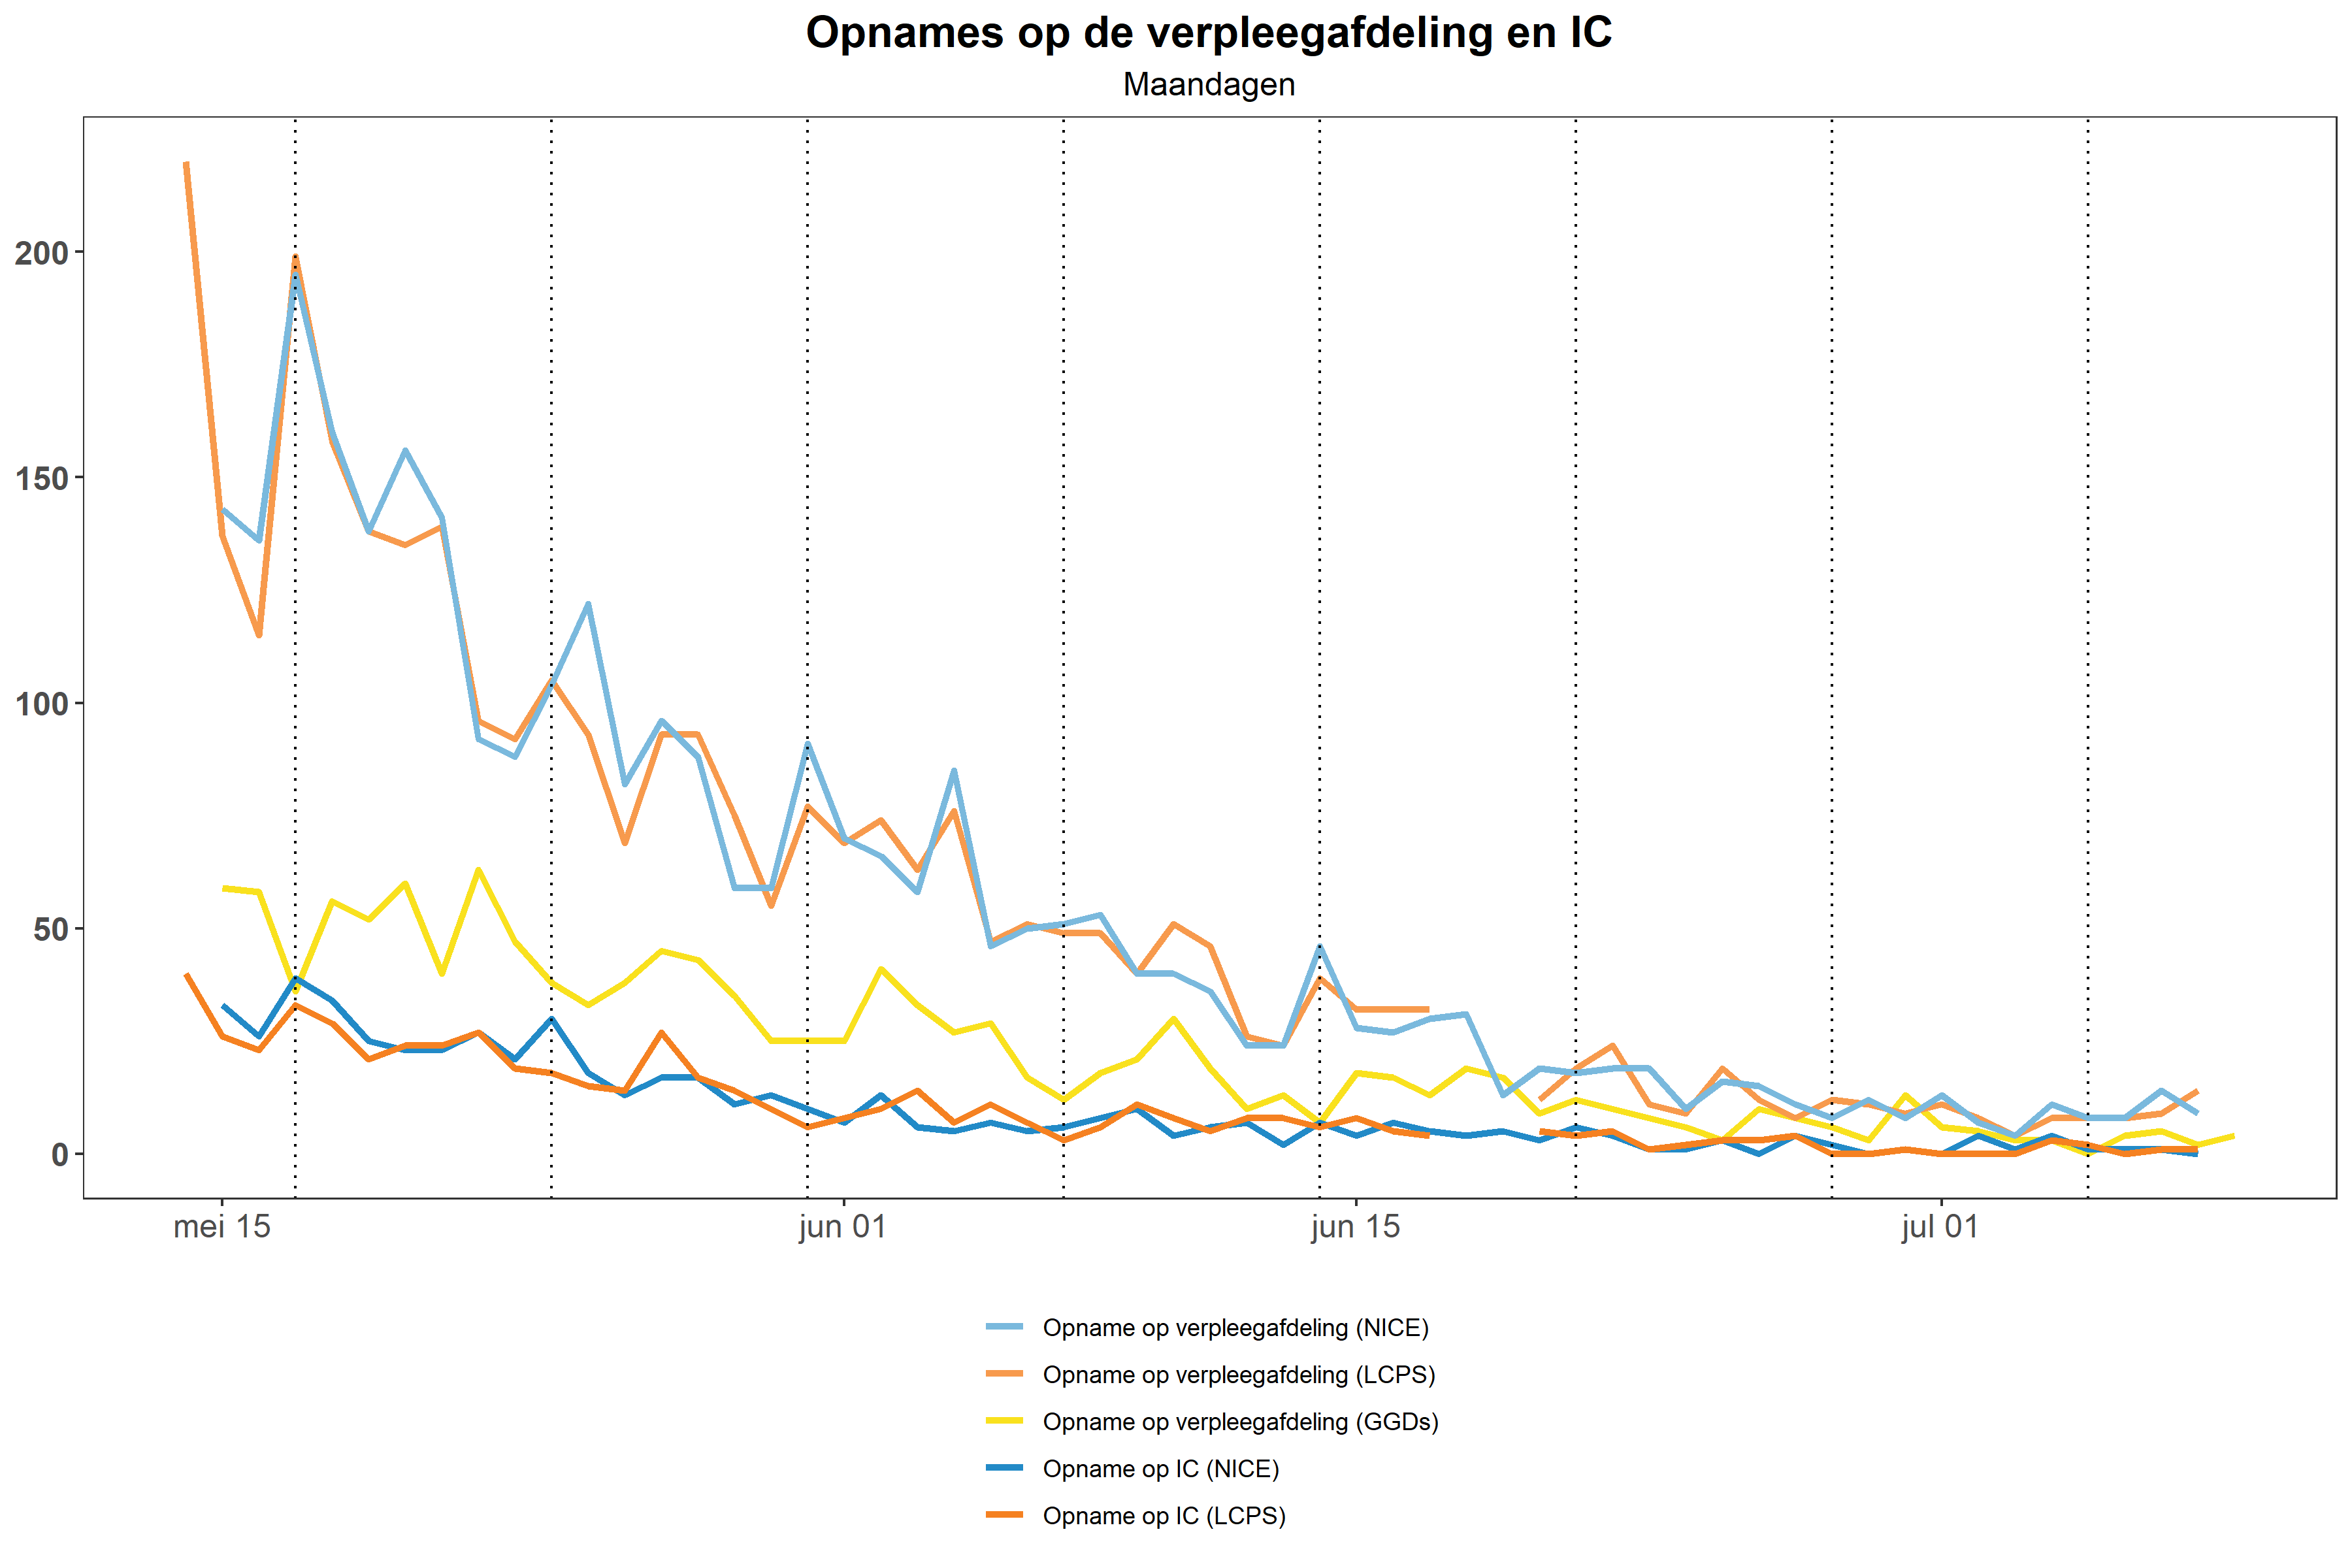 Opnames op de verpleegafdeling en IC
Maandagen
200
150
100
50
0
mei 15 jun 01 jun 15 jul 01
Opname op verpleegafdeling (NICE)
Opname op verpleegafdeling (LCPS)
Opname op verpleegafdeling (GGDs)
Opname op IC (NICE)
Opname op IC (LCPS)